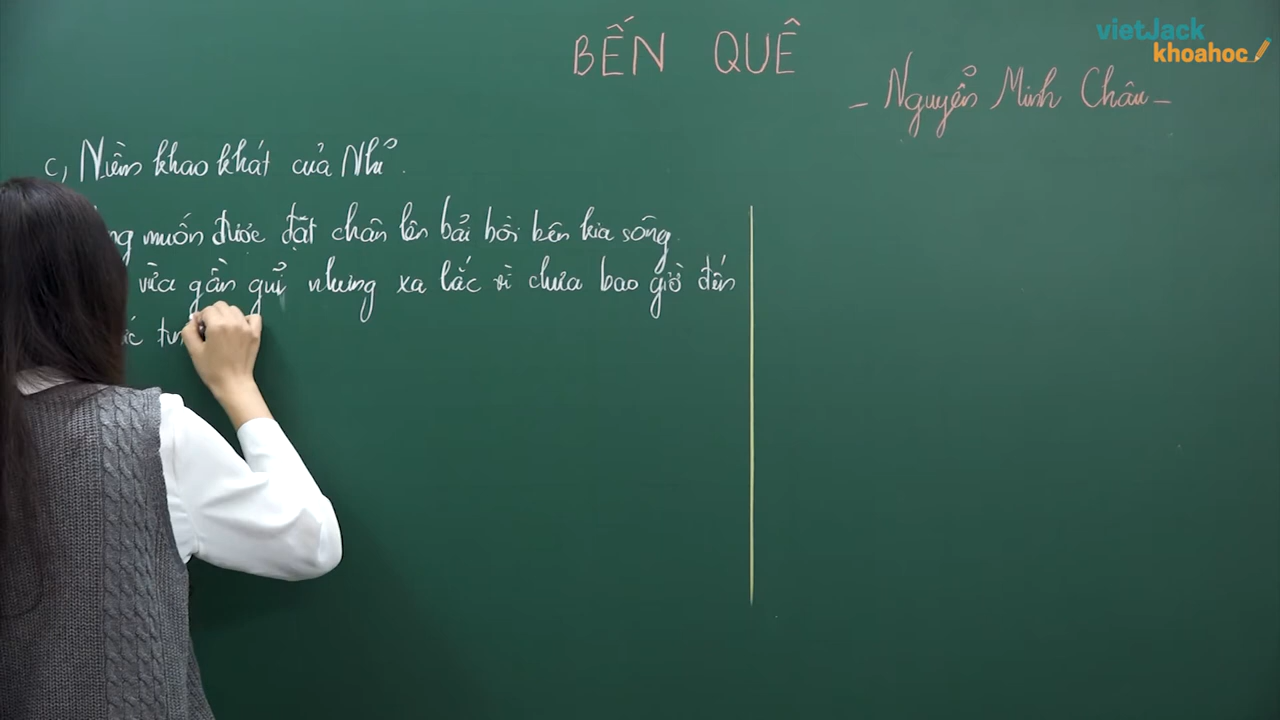 vietJack
khoahoc
BẾN QUÊ
- Nguyễn Minh Châu -
c, Niềm khao khát của Nhĩ.
muốn được đặt chân lên bãi bồi bên kia sông
vừa gần gũi nhưng xa lắc vì chưa bao giờ đến